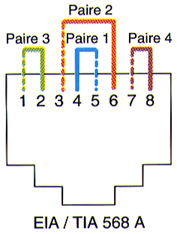 Paire 2
Paire 3 Paire 1 Paire 4
1 2 3 4 5 6 7 8
EIA / TIA 568 A